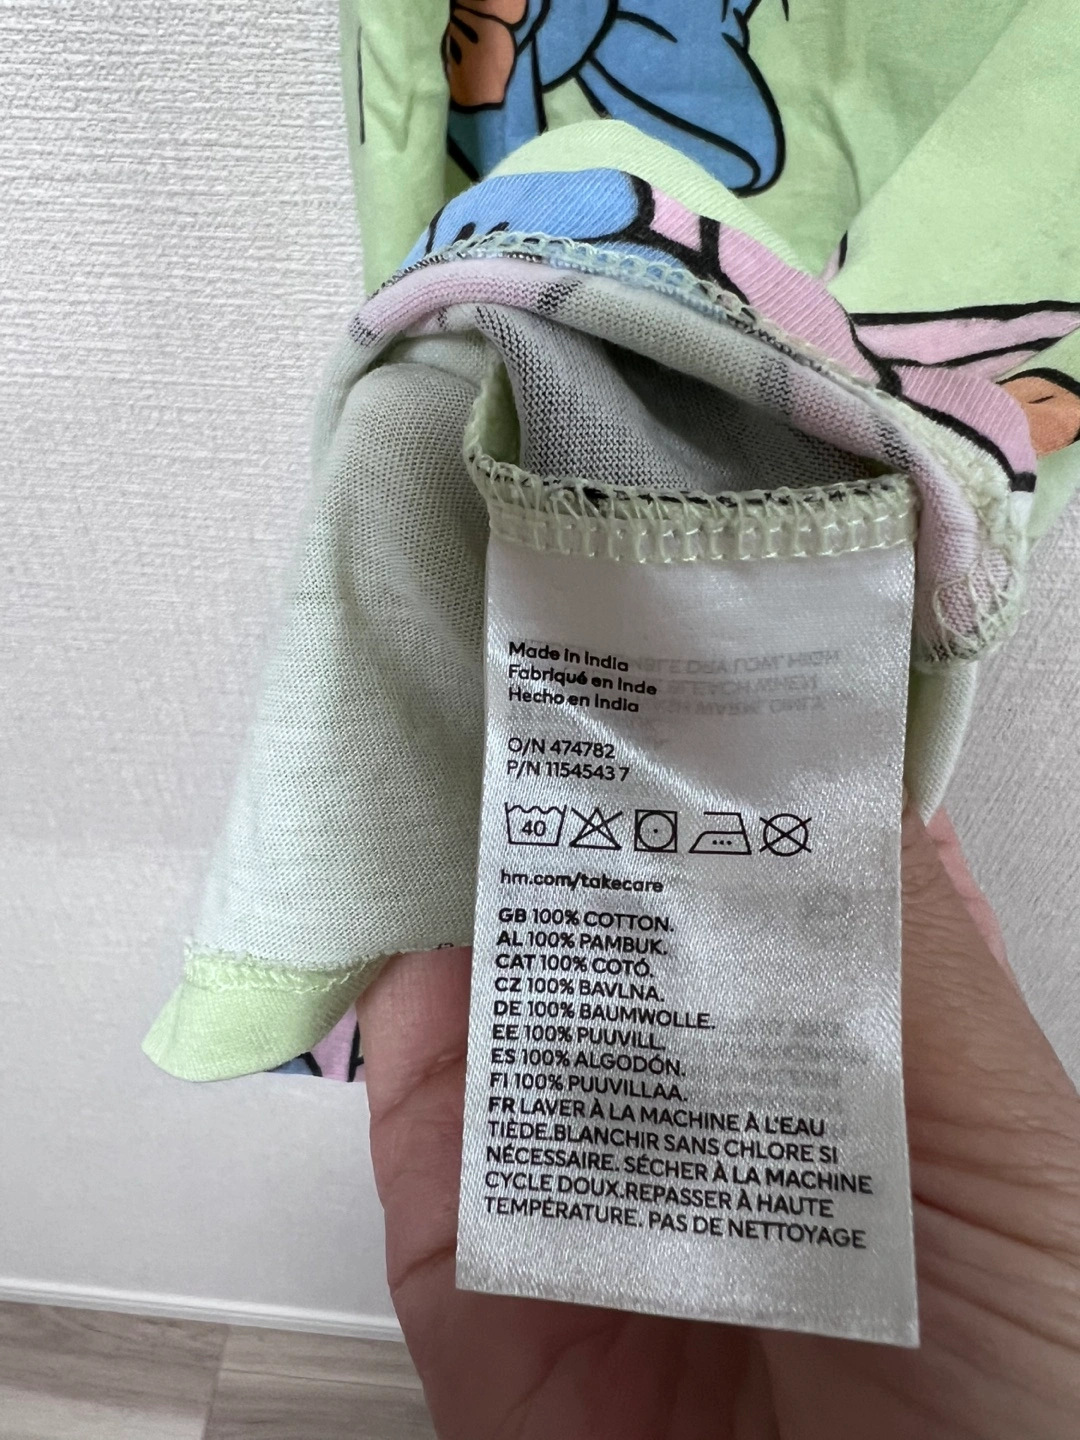 Made in India
Fabriqué en Inde
Hecho en India
O/N 474782
P/N 1154543 7
40
hm.com/takecare
GB 100% COTTON.
AL 100% PAMBUK.
CAT 100% COTÓ.
CZ 100% BAVLNA.
DE 100% BAUMWOLLE.
EE 100% PUUVILL.
ES 100% ALGODÓN.
FI 100% PUUVILLAA.
FR LAVER À LA MACHINE À L'EAU
TIÈDE.BLANCHIR SANS CHLORE SI
NÉCESSAIRE. SÉCHER À LA MACHINE
CYCLE DOUX.REPASSER À HAUTE
TEMPÉRATURE. PAS DE NETTOYAGE